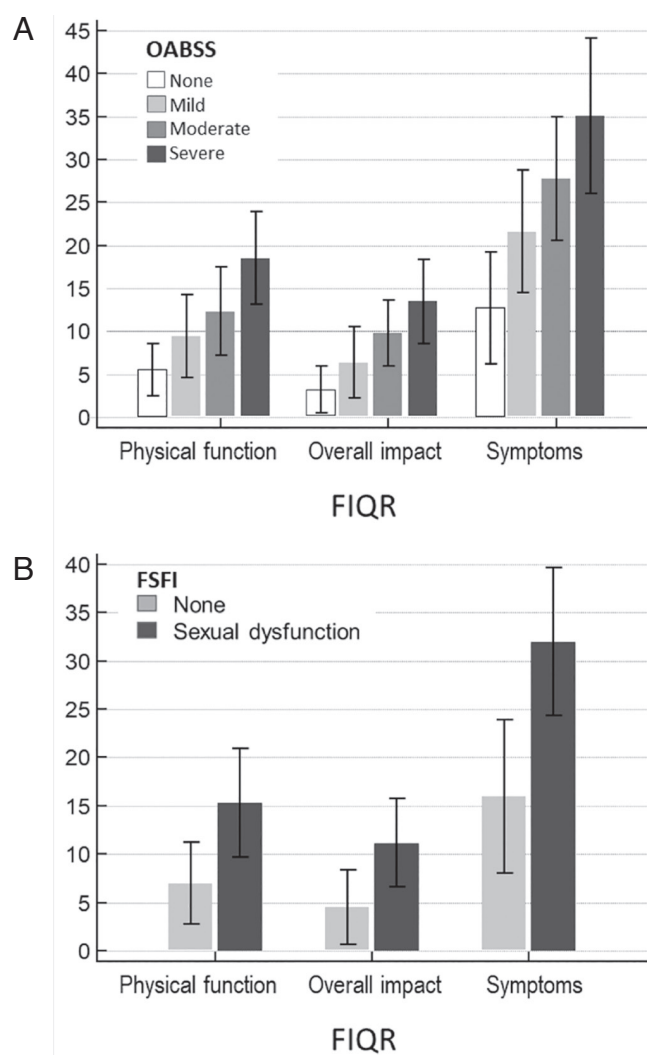 A
45
40
35
30
25
20
15
10
5
0
OABSS
None
Mild
Moderate
Severe
Physical function Overall impact Symptoms
FIQR
B
40
35
30
25
20
15
10
5
0
FSFI
None
Sexual dysfunction
Physical function Overall impact Symptoms
FIQR